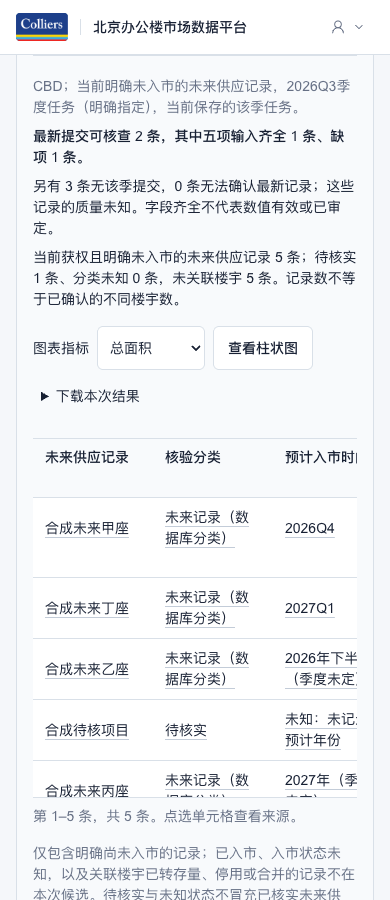 Colliers
北京办公楼市场数据平台
CBD；当前明确未入市的未来供应记录，2026Q3季
度任务（明确指定），当前保存的该季任务。
最新提交可核查 2 条，其中五项输入齐全 1 条、缺
项 1 条。
另有 3 条无该季提交，0 条无法确认最新记录；这些
记录的质量未知。字段齐全不代表数值有效或已审
定。
当前获权且明确未入市的未来供应记录 5 条；待核实
1 条、分类未知 0 条，未关联楼宇 5 条。记录数不等
于已确认的不同楼宇数。
图表指标 总面积 查看柱状图
▶ 下载本次结果
未来供应记录 核验分类 预计入市时
合成未来甲座 未来记录（数 2026Q4
据库分类）
合成未来丁座 未来记录（数 2027Q1
据库分类）
合成未来乙座 未来记录（数 2026年下半
据库分类） （季度未定
合成待核项目 待核实 未知：未记
预计年份
合成未来丙座 未来记录（数 2027年（季
第 1–5 条，共 5 条。点选单元格查看来源。
仅包含明确尚未入市的记录；已入市、入市状态未
知，以及关联楼宇已转存量、停用或合并的记录不在
本次候选。待核实与未知状态不冒充已核实未来供